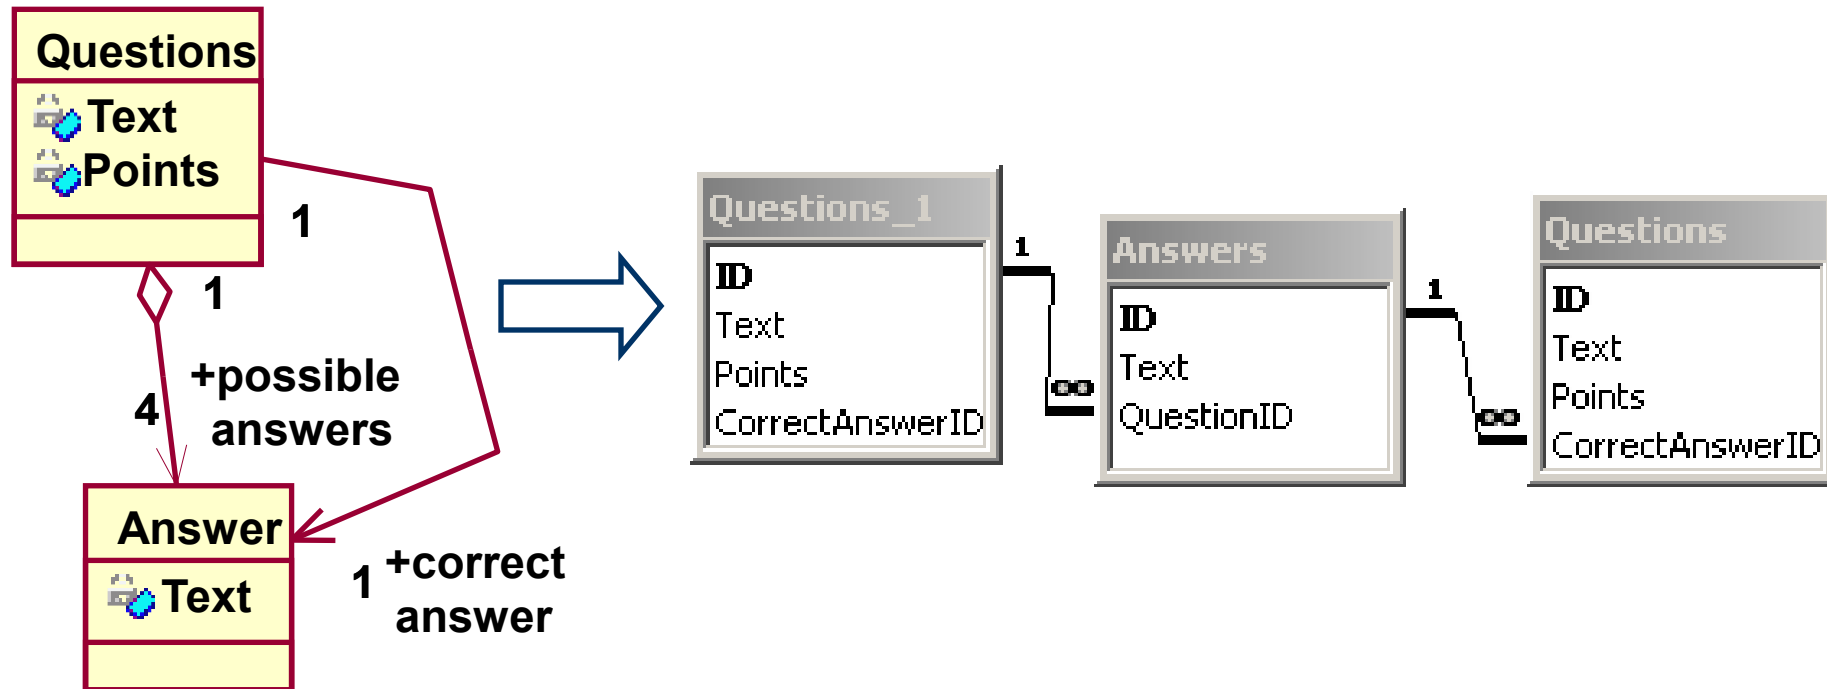 Questions
Text
Points
1
1
+possible
answers
4
Answer
Text
1
+correct
answer
Questions_1
ID
Text
Points
CorrectAnswerID
1
∞
Answers
ID
Text
QuestionID
1
∞
Questions
ID
Text
Points
CorrectAnswerID